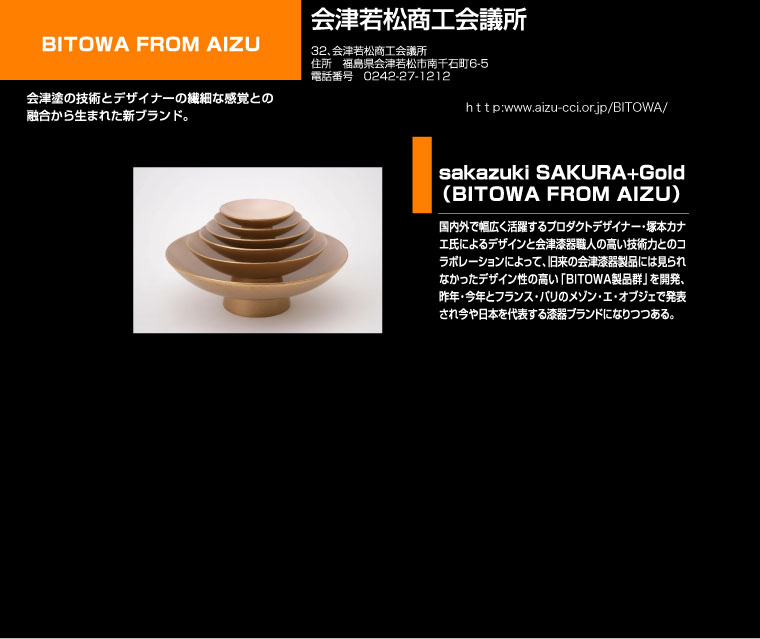 BITOWA FROM AIZU
会津若松商工会議所
32、会津若松商工会議所
住所　福島県会津若松市南千石町6-5
電話番号　0242-27-1212
会津塗の技術とデザイナーの繊細な感覚との
融合から生まれた新ブランド。
ｈｔｔｐ:www.aizu-cci.or.jp/BITOWA/
sakazuki SAKURA+Gold
（BITOWA FROM AIZU）
国内外で幅広く活躍するプロダクトデザイナー・塚本カナ
エ氏によるデザインと会津漆器職人の高い技術力とのコ
ラボレーションによって、旧来の会津漆器製品には見られ
なかったデザイン性の高い「BITOWA製品群」を開発、
昨年・今年とフランス・パリのメゾン・エ・オブジェで発表
され今や日本を代表する漆器ブランドになりつつある。